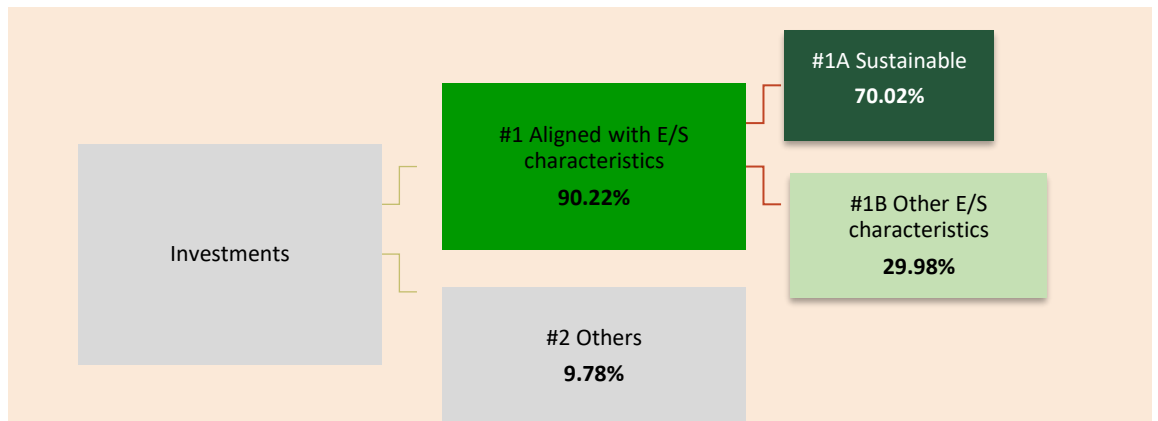 Investments
#1 Aligned with E/S
characteristics
90.22%
#2 Others
9.78%
#1A Sustainable
70.02%
#1B Other E/S
characteristics
29.98%